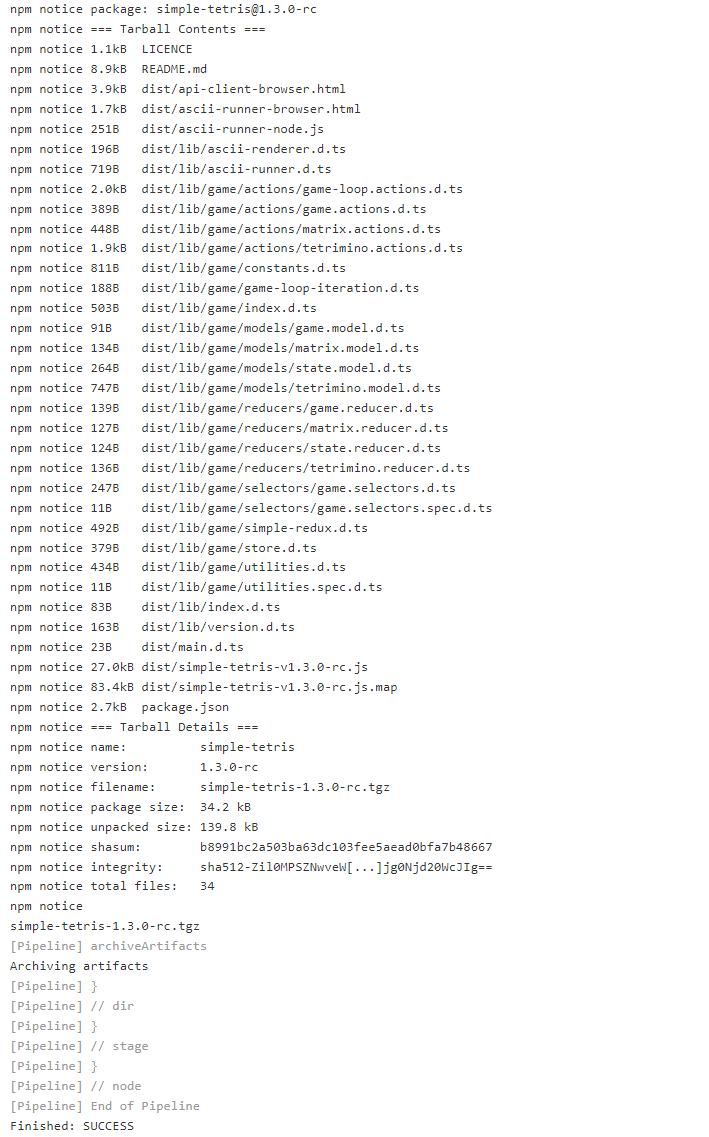 npm notice package: simple-tetris@1.3.0-rc
npm notice === Tarball Contents ===
npm notice 1.1kB  LICENCE
npm notice 8.9kB  README.md
npm notice 3.9kB  dist/api-client-browser.html
npm notice 1.7kB  dist/ascii-runner-browser.html
npm notice 251B   dist/ascii-runner-node.js
npm notice 196B   dist/lib/ascii-renderer.d.ts
npm notice 719B   dist/lib/ascii-runner.d.ts
npm notice 2.0kB  dist/lib/game/actions/game-loop.actions.d.ts
npm notice 389B   dist/lib/game/actions/game.actions.d.ts
npm notice 448B   dist/lib/game/actions/matrix.actions.d.ts
npm notice 1.9kB  dist/lib/game/actions/tetrimino.actions.d.ts
npm notice 811B   dist/lib/game/constants.d.ts
npm notice 188B   dist/lib/game/game-loop-iteration.d.ts
npm notice 503B   dist/lib/game/index.d.ts
npm notice 91B    dist/lib/game/models/game.model.d.ts
npm notice 134B   dist/lib/game/models/matrix.model.d.ts
npm notice 264B   dist/lib/game/models/state.model.d.ts
npm notice 747B   dist/lib/game/models/tetrimino.model.d.ts
npm notice 139B   dist/lib/game/reducers/game.reducer.d.ts
npm notice 127B   dist/lib/game/reducers/matrix.reducer.d.ts
npm notice 124B   dist/lib/game/reducers/state.reducer.d.ts
npm notice 136B   dist/lib/game/reducers/tetrimino.reducer.d.ts
npm notice 247B   dist/lib/game/selectors/game.selectors.d.ts
npm notice 11B    dist/lib/game/selectors/game.selectors.spec.d.ts
npm notice 492B   dist/lib/game/simple-redux.d.ts
npm notice 379B   dist/lib/game/store.d.ts
npm notice 434B   dist/lib/game/utilities.d.ts
npm notice 11B    dist/lib/game/utilities.spec.d.ts
npm notice 83B    dist/lib/index.d.ts
npm notice 163B   dist/lib/version.d.ts
npm notice 23B    dist/main.d.ts
npm notice 27.0kB dist/simple-tetris-v1.3.0-rc.js
npm notice 83.4kB dist/simple-tetris-v1.3.0-rc.js.map
npm notice 2.7kB  package.json
npm notice === Tarball Details ===
npm notice name:          simple-tetris
npm notice version:       1.3.0-rc
npm notice filename:      simple-tetris-1.3.0-rc.tgz
npm notice package size:  34.2 kB
npm notice unpacked size: 139.8 kB
npm notice shasum:        b8991bc2a503ba63dc103fee5aead0bfa7b48667
npm notice integrity:     sha512-Zil0MPSZNwveW[...]jg0Njd20WcJIg==
npm notice total files:   34
npm notice
simple-tetris-1.3.0-rc.tgz
[Pipeline] archiveArtifacts
Archiving artifacts
[Pipeline] }
[Pipeline] // dir
[Pipeline] }
[Pipeline] // stage
[Pipeline] }
[Pipeline] // node
[Pipeline] End of Pipeline
Finished: SUCCESS